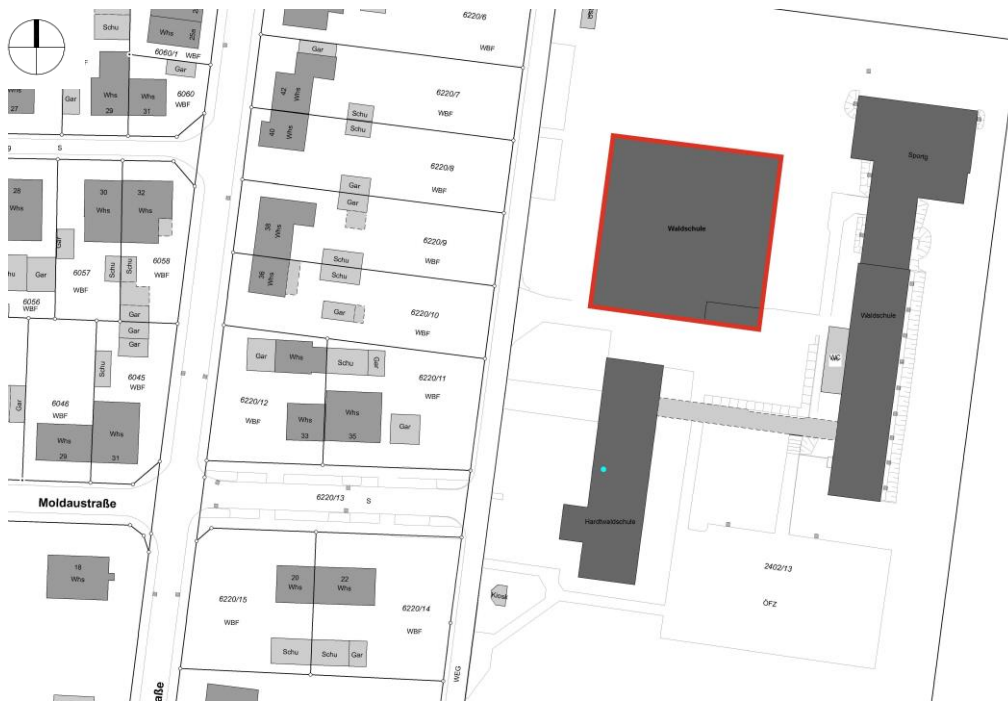 Schu
Whs
25a
6060/1
WBF
Gar
27
Gar
Whs
29
Whs
31
6060
WBF
6220/6
WBF
Gar
42
Whs
40
Whs
Schu
Schu
6220/7
WBF
6220/8
WBF
S
28
Whs
30
Whs
32
Whs
Gar
6057
WBF
Schu
Schu
6058
WBF
Gar
6056
WBF
Gar
Gar
Gar
38
36
Whs
Gar
Gar
Schu
Schu
6220/9
WBF
Gar
6220/10
WBF
Waldschule
Sporlg
Waldschule
WC
Schu
6045
WBF
6046
WBF
Gar
Whs
29
Whs
31
Gar
Whs
Schu
Gar
6220/11
WBF
6220/12
WBF
Whs
33
Whs
35
Gar
Moldaustraße
6220/13
S
Hardtwaldschule
18
Whs
20
Whs
22
Whs
6220/15
WBF
6220/14
WBF
Schu
Schu
Gar
Kiosk
WEG
2402/13
ÖFZ
aße